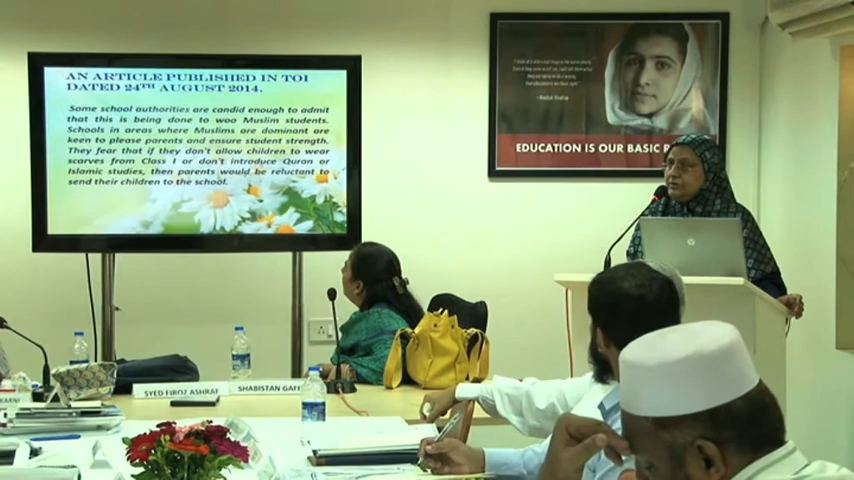 AN ARTICLE PUBLISHED IN TOI
DATED 24TH AUGUST 2014.
Some school authorities are candid enough to admit
that this is being done to woo Muslim students.
Schools in areas where Muslims are dominant are
keen to please parents and ensure student strength.
They fear that if they don't allow children to wear
scarves from Class I or don't introduce Quran or
Islamic studies, then parents would be reluctant to
send their children to the school.
EDUCATION IS OUR BASIC
hp
SYED FIROZ ASHRAF
SHABISTAN GAFF